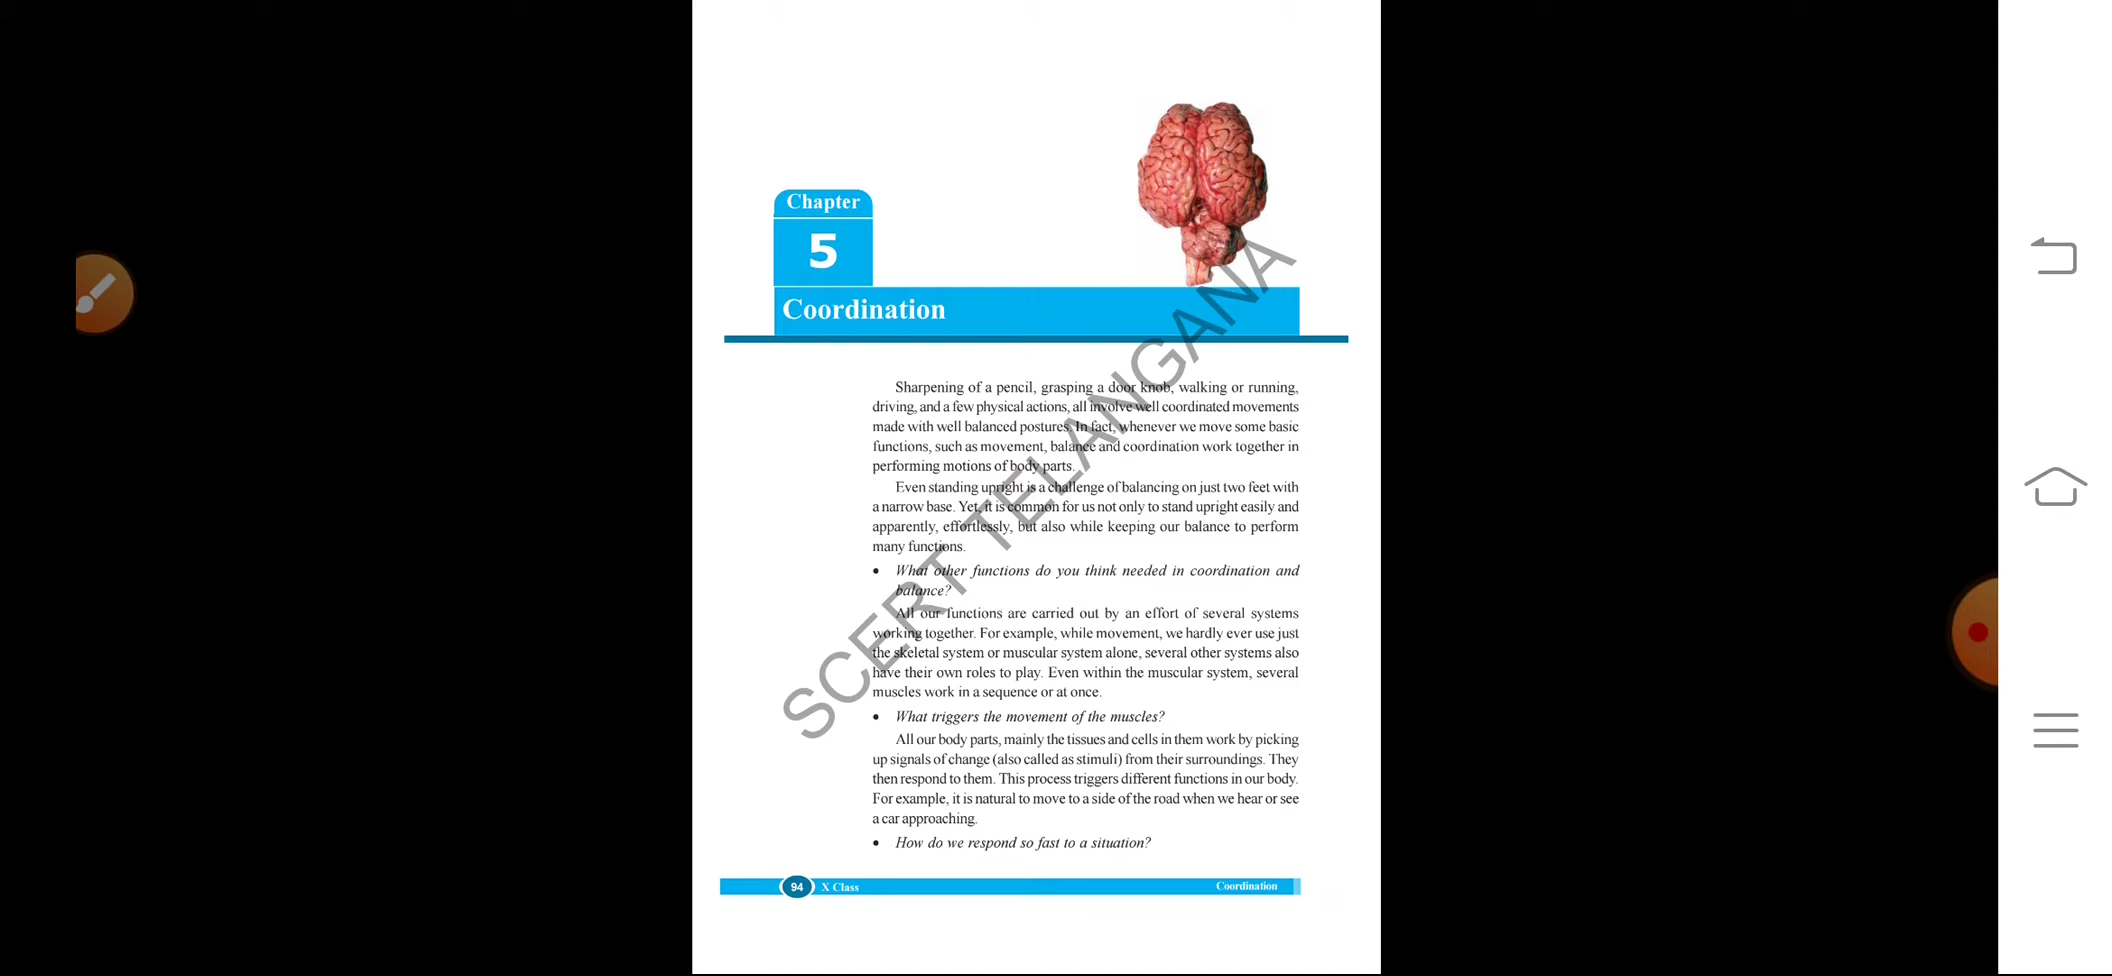 Chapter
5
Coordination
Sharpening of a pencil, grasping a door knob, walking or running,
driving, and a few physical actions, all involve well coordinated movements
made with well balanced postures. In fact, whenever we move some basic
functions, such as movement, balance and coordination work together in
performing motions of body parts.
Even standing upright is a challenge of balancing on just two feet with
a narrow base. Yet, it is common for us not only to stand upright easily and
apparently, effortlessly, but also while keeping our balance to perform
many functions.
• What other functions do you think needed in coordination and
balance?
All our functions are carried out by an effort of several systems
working together. For example, while movement, we hardly ever use just
the skeletal system or muscular system alone, several other systems also
have their own roles to play. Even within the muscular system, several
muscles work in a sequence or at once.
• What triggers the movement of the muscles?
All our body parts, mainly the tissues and cells in them work by picking
up signals of change (also called as stimuli) from their surroundings. They
then respond to them. This process triggers different functions in our body.
For example, it is natural to move to a side of the road when we hear or see
a car approaching.
• How do we respond so fast to a situation?
SCERT TELANGANA
94 X Class Coordination